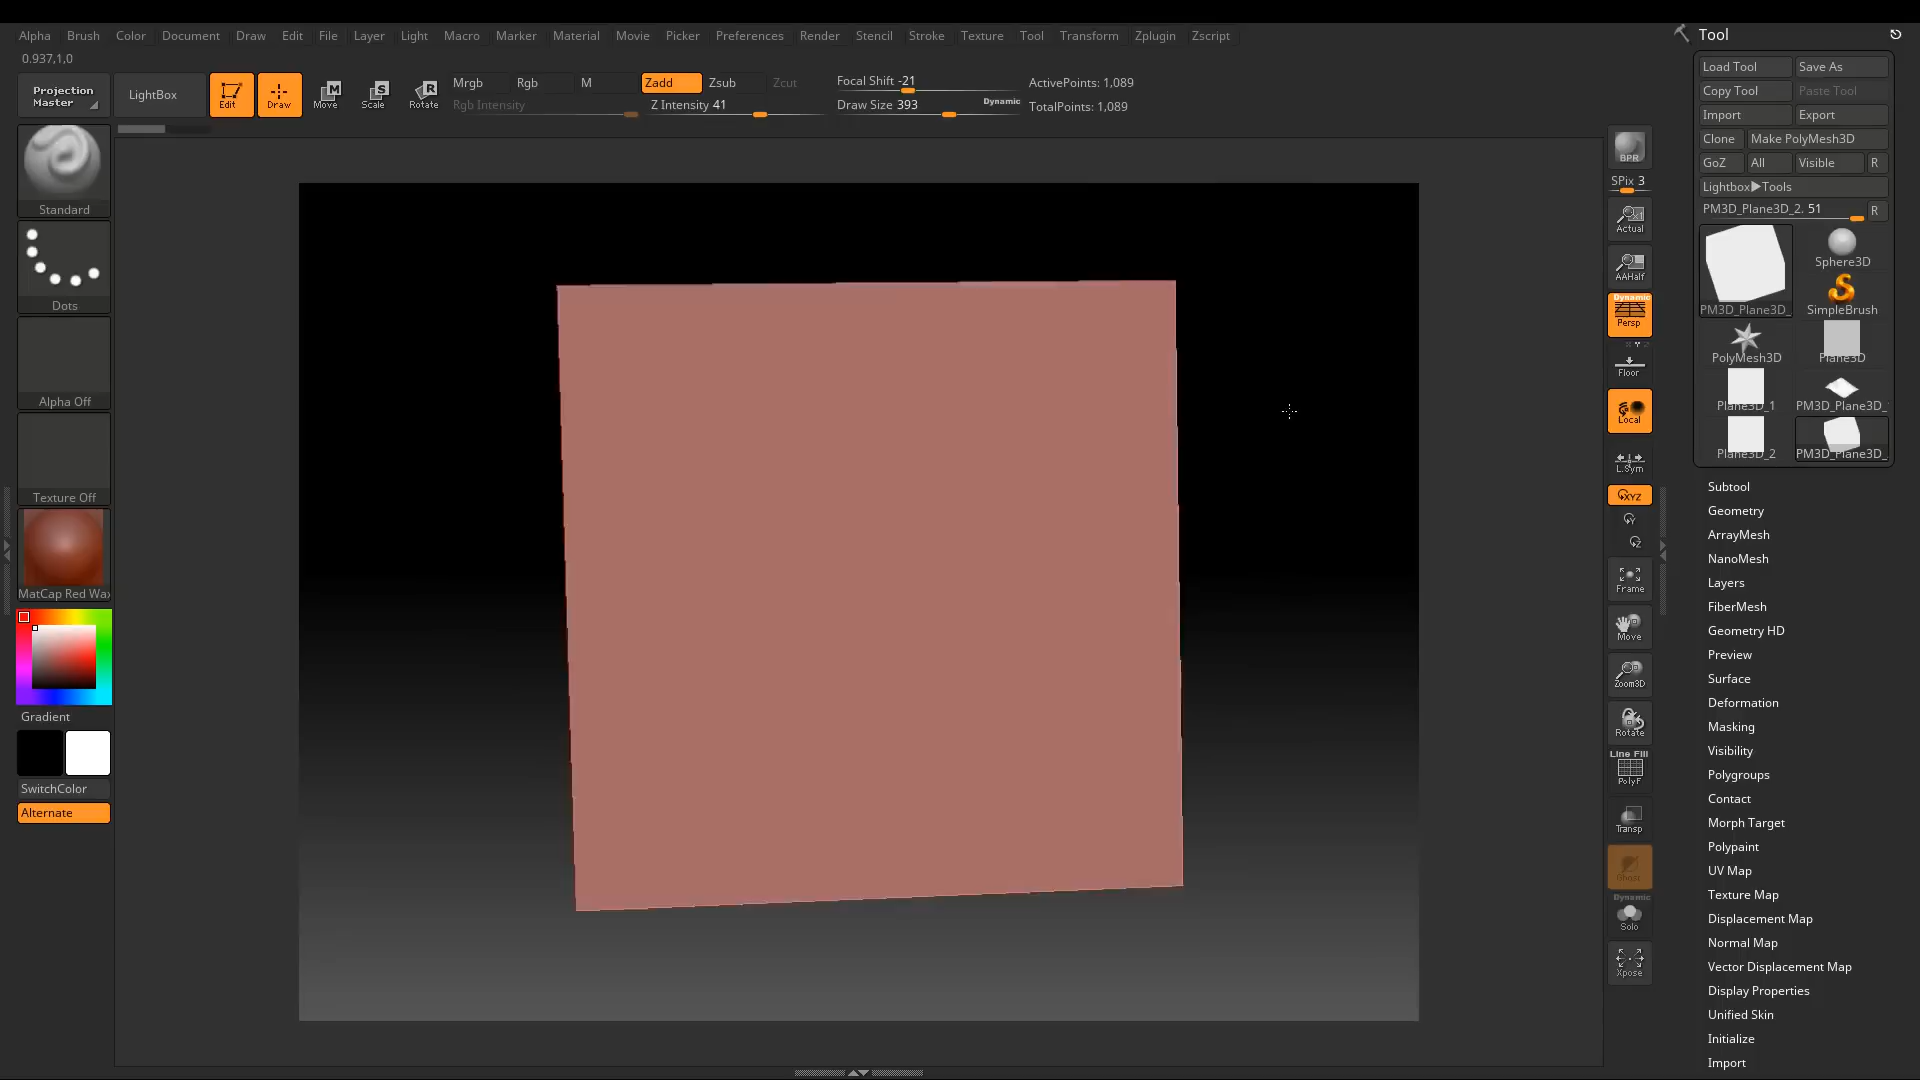 Alpha Brush Color Document Draw Edit File Layer Light Macro Marker Material Movie Picker Preferences Render Stencil Stroke Texture Tool Transform Zplugin Zscript
0.937,1,0
Projection
Master
LightBox
Edit
Draw
Move
Scale
Rotate
Mrgb Rgb M Zadd Zsub Zcut
Rgb Intensity Z Intensity 41
Focal Shift -21
Draw Size 393 Dynamic
ActivePoints: 1,089
TotalPoints: 1,089
Standard
Dots
Alpha Off
Texture Off
MatCap Red Wax
Gradient
SwitchColor
Alternate
BPR
SPix 3
Actual
AAHalf
Dynamic
Persp
Floor
Local
L.Sym
XYZ
Y
Z
Frame
Move
Zoom3D
Rotate
Line Fill
PolyF
Transp
Ghost
Dynamic
Solo
Xpose
Tool
Load Tool Save As
Copy Tool Paste Tool
Import Export
Clone Make PolyMesh3D
GoZ All Visible R
Lightbox▶Tools
PM3D_Plane3D_2. 51 R
PM3D_Plane3D_
Sphere3D
SimpleBrush
PolyMesh3D Plane3D
Plane3D_1 PM3D_Plane3D_
Plane3D_2 PM3D_Plane3D_
Subtool
Geometry
ArrayMesh
NanoMesh
Layers
FiberMesh
Geometry HD
Preview
Surface
Deformation
Masking
Visibility
Polygroups
Contact
Morph Target
Polypaint
UV Map
Texture Map
Displacement Map
Normal Map
Vector Displacement Map
Display Properties
Unified Skin
Initialize
Import